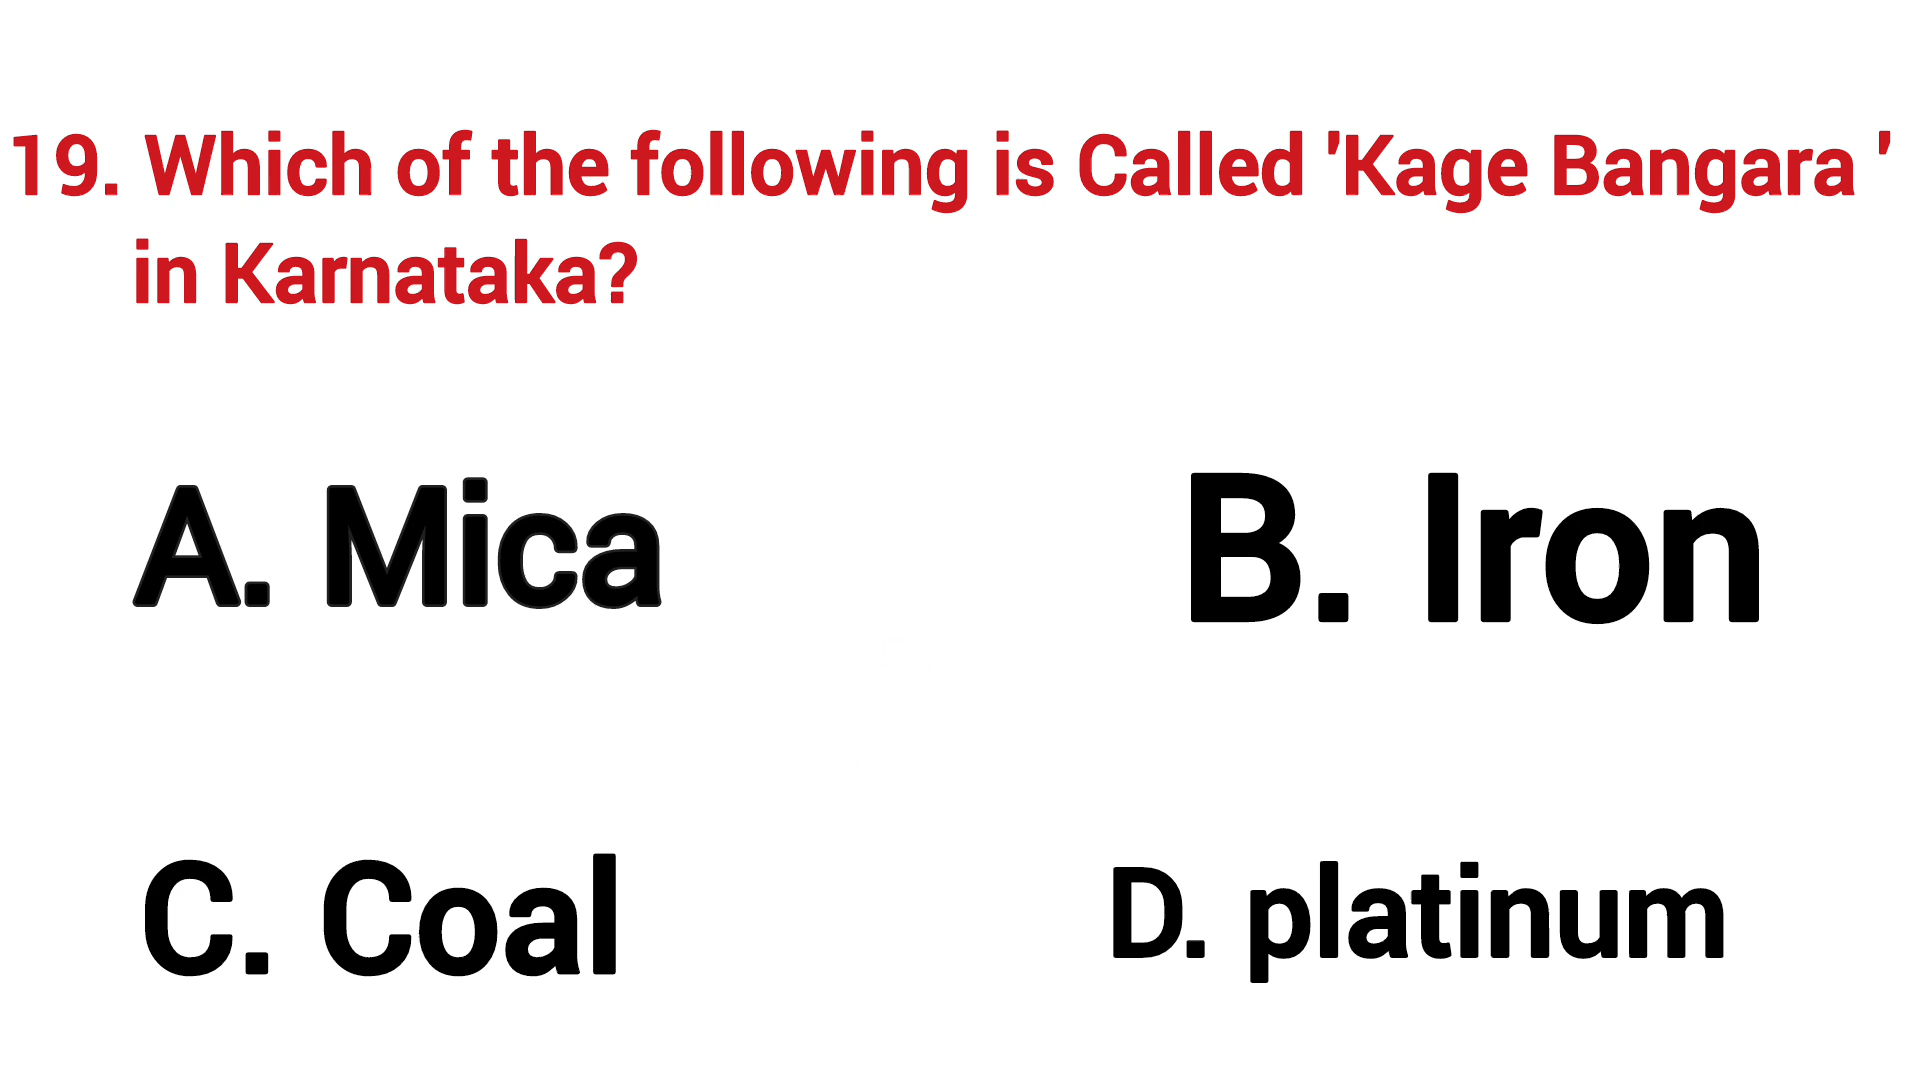 19. Which of the following is Called 'Kage Bangara '
in Karnataka?
A. Mica
B. Iron
C. Coal
D. platinum